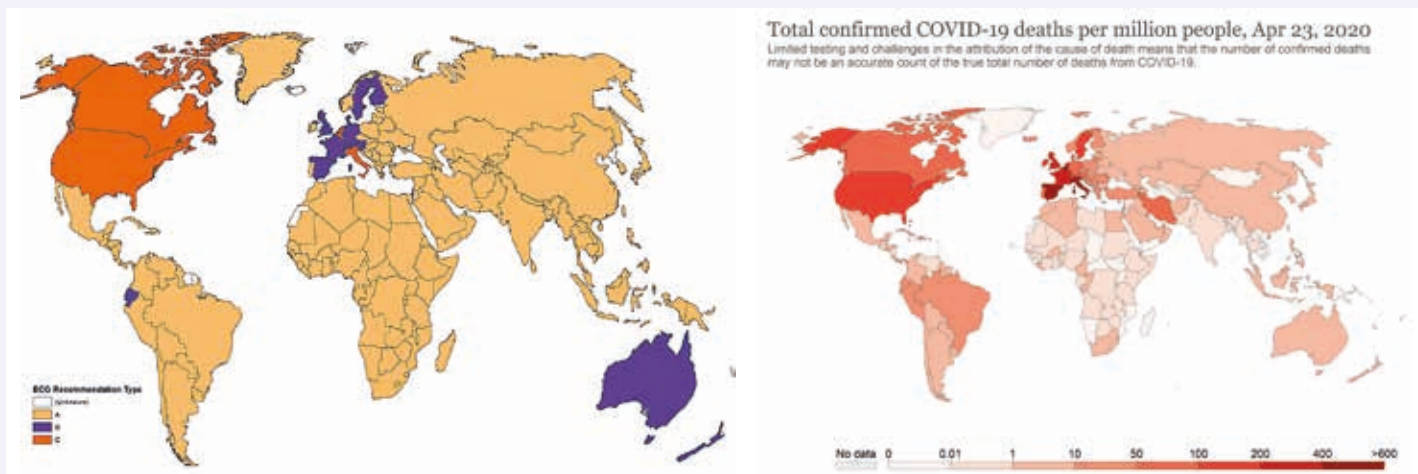 BCG Recommendation Type
(Unknown)
A
B
C
Total confirmed COVID-19 deaths per million people, Apr 23, 2020
Limited testing and challenges in the attribution of the cause of death means that the number of confirmed deaths
may not be an accurate count of the true total number of deaths from COVID-19.
No data 0 0.01 1 10 50 100 200 400 >600